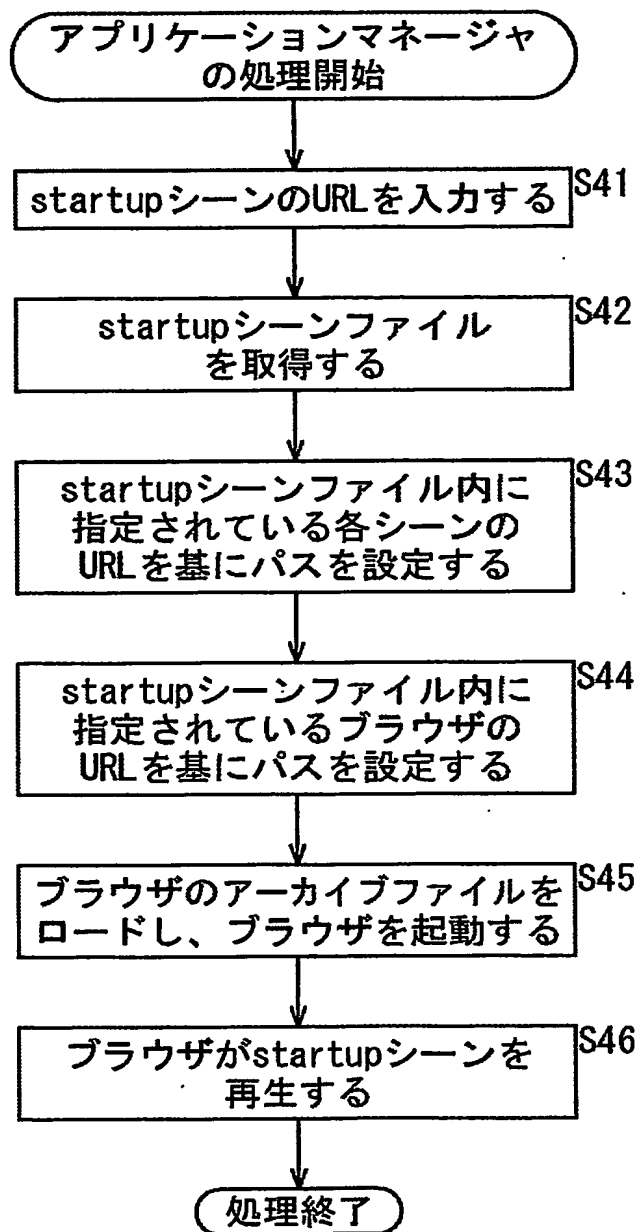 アプリケーションマネージャ
の処理開始
startupシーンのURLを入力する
S41
startupシーンファイル
を取得する
S42
startupシーンファイル内に
指定されている各シーンの
URLを基にパスを設定する
S43
startupシーンファイル内に
指定されているブラウザの
URLを基にパスを設定する
S44
ブラウザのアーカイブファイルを
ロードし、ブラウザを起動する
S45
ブラウザがstartupシーンを
再生する
S46
処理終了